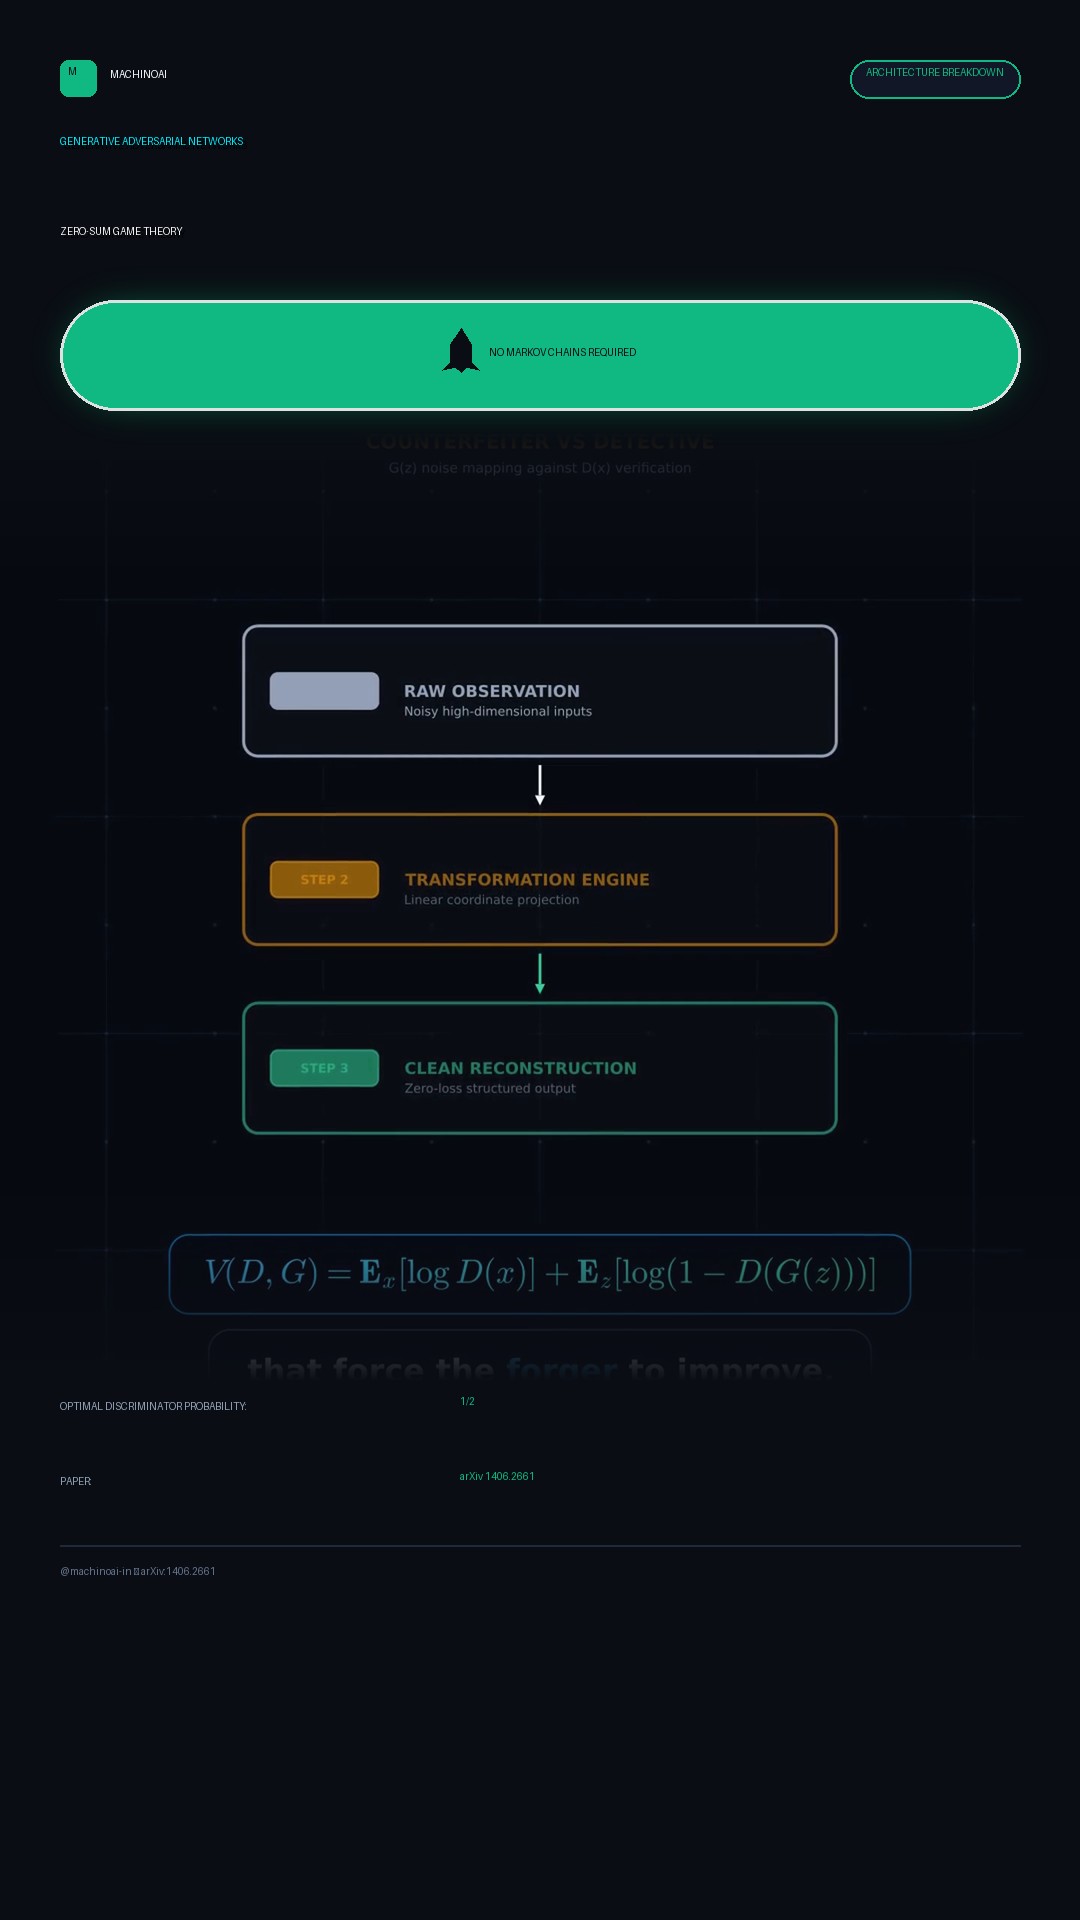 M
MACHINOAI
ARCHITECTURE BREAKDOWN
GENERATIVE ADVERSARIAL NETWORKS
ZERO-SUM GAME THEORY
NO MARKOV CHAINS REQUIRED
COUNTERFEITER VS DETECTIVE
G(z) noise mapping against D(x) verification
RAW OBSERVATION
Noisy high-dimensional inputs
STEP 2
TRANSFORMATION ENGINE
Linear coordinate projection
STEP 3
CLEAN RECONSTRUCTION
Zero-loss structured output
V(D, G) = E_x[log D(x)] + E_z[log(1 − D(G(z)))]
that force the forger to improve.
OPTIMAL DISCRIMINATOR PROBABILITY:
1/2
PAPER:
arXiv 1406.2661
@machinoai-in arXiv:1406.2661